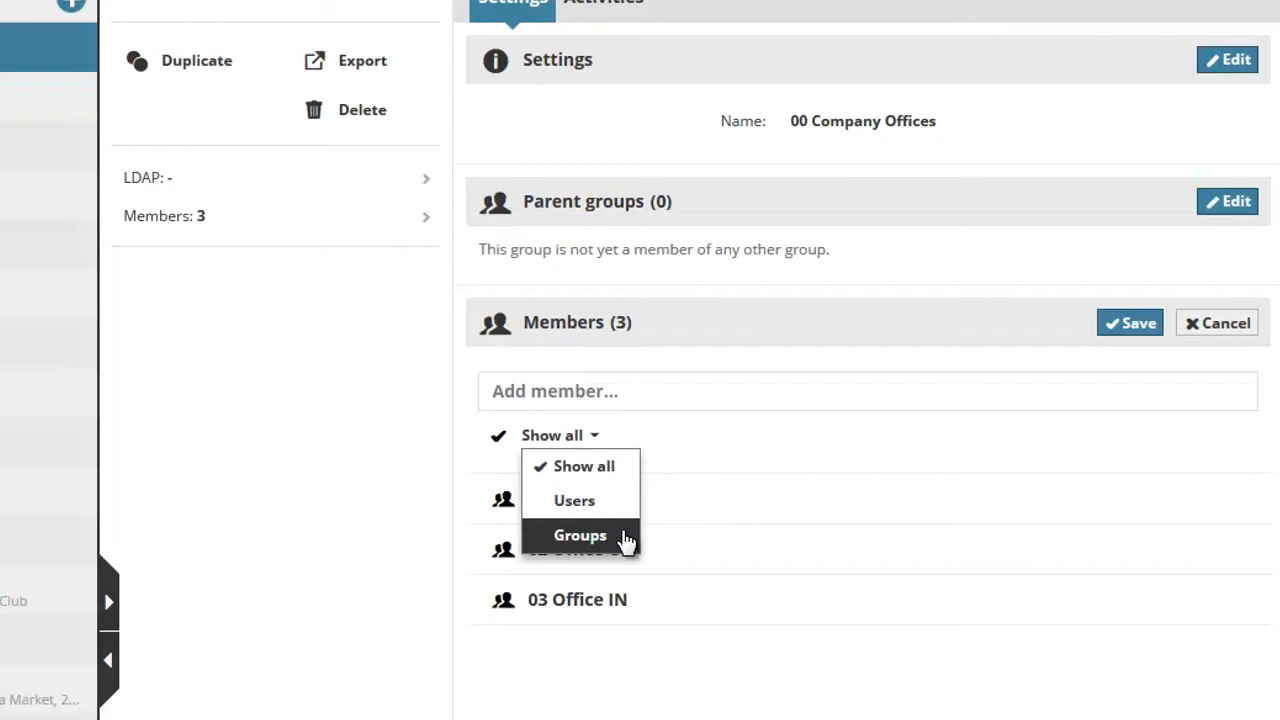 Settings Activities
Duplicate
Export
Delete
LDAP: -
Members: 3
Settings
Edit
Name: 00 Company Offices
Parent groups (0)
Edit
This group is not yet a member of any other group.
Members (3)
Save
Cancel
Add member...
Show all
Show all
Users
Groups
03 Office IN
Club
a Market, 2...